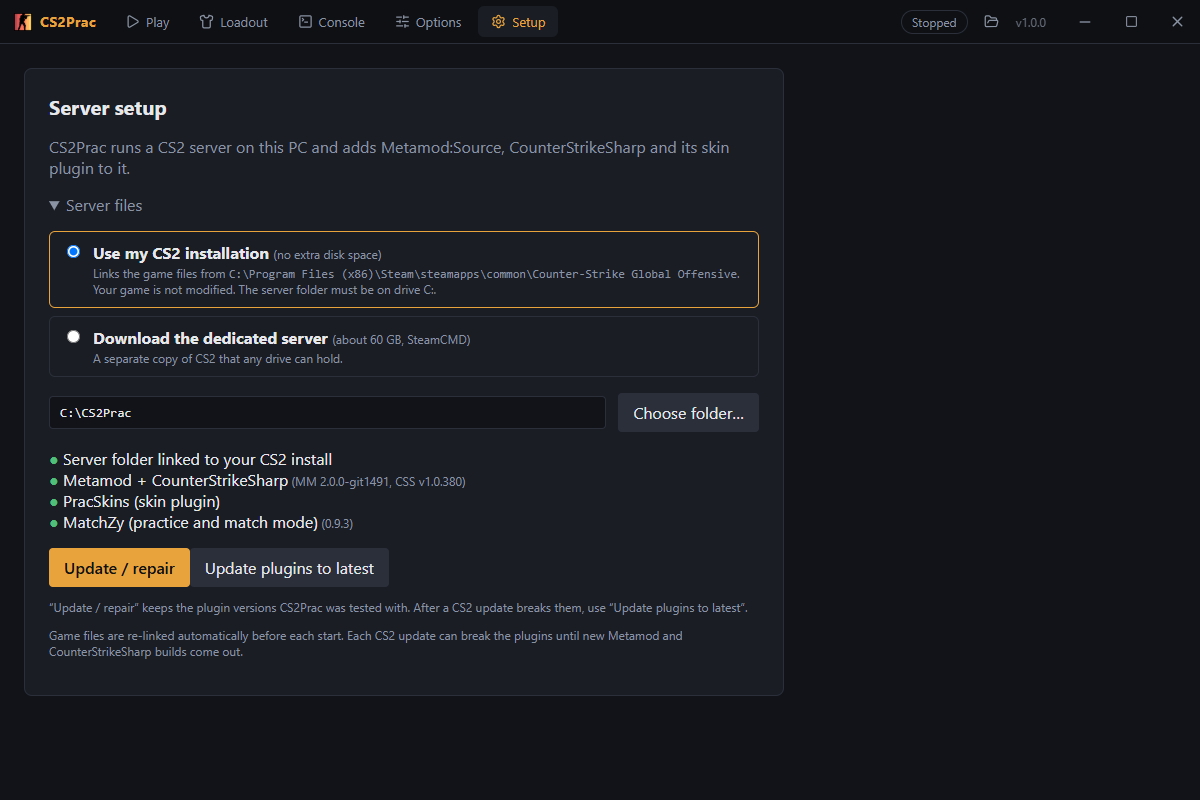 CS2Prac
Play
Loadout
Console
Options
Setup
Stopped
v1.0.0
Server setup
CS2Prac runs a CS2 server on this PC and adds Metamod:Source, CounterStrikeSharp and its skin
plugin to it.
Server files
Use my CS2 installation (no extra disk space)
Links the game files from C:\Program Files (x86)\Steam\steamapps\common\Counter-Strike Global Offensive.
Your game is not modified. The server folder must be on drive C:.
Download the dedicated server (about 60 GB, SteamCMD)
A separate copy of CS2 that any drive can hold.
C:\CS2Prac
Choose folder...
Server folder linked to your CS2 install
Metamod + CounterStrikeSharp (MM 2.0.0-git1491, CSS v1.0.380)
PracSkins (skin plugin)
MatchZy (practice and match mode) (0.9.3)
Update / repair
Update plugins to latest
“Update / repair” keeps the plugin versions CS2Prac was tested with. After a CS2 update breaks them, use “Update plugins to latest”.
Game files are re-linked automatically before each start. Each CS2 update can break the plugins until new Metamod and
CounterStrikeSharp builds come out.